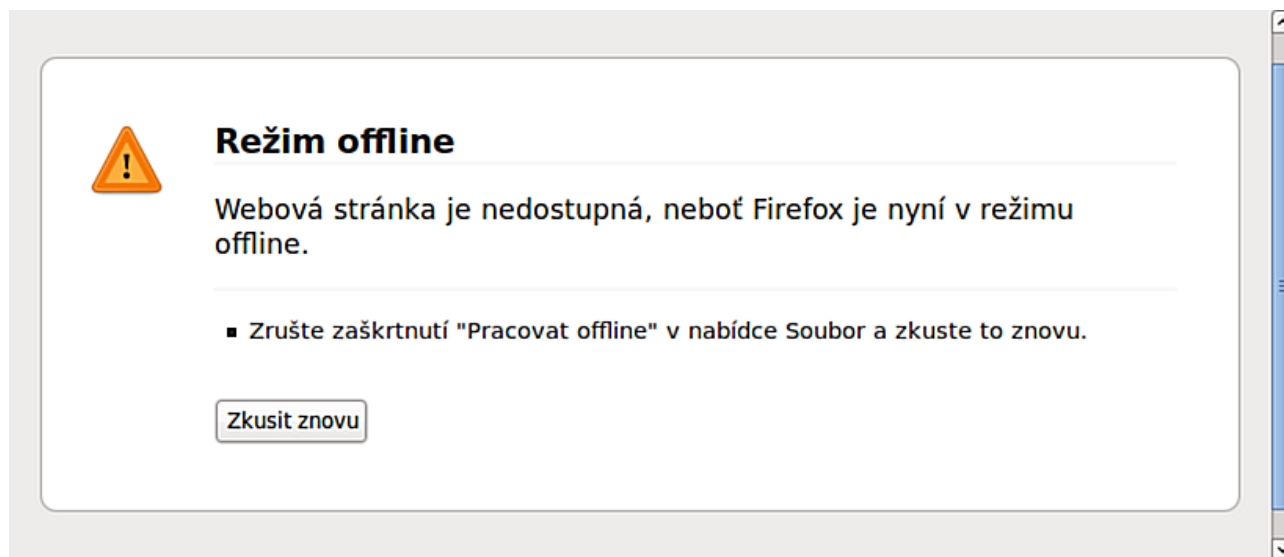 Režim offline
Webová stránka je nedostupná, neboť Firefox je nyní v režimu
offline.
Zrušte zaškrtnutí "Pracovat offline" v nabídce Soubor a zkuste to znovu.
Zkusit znovu